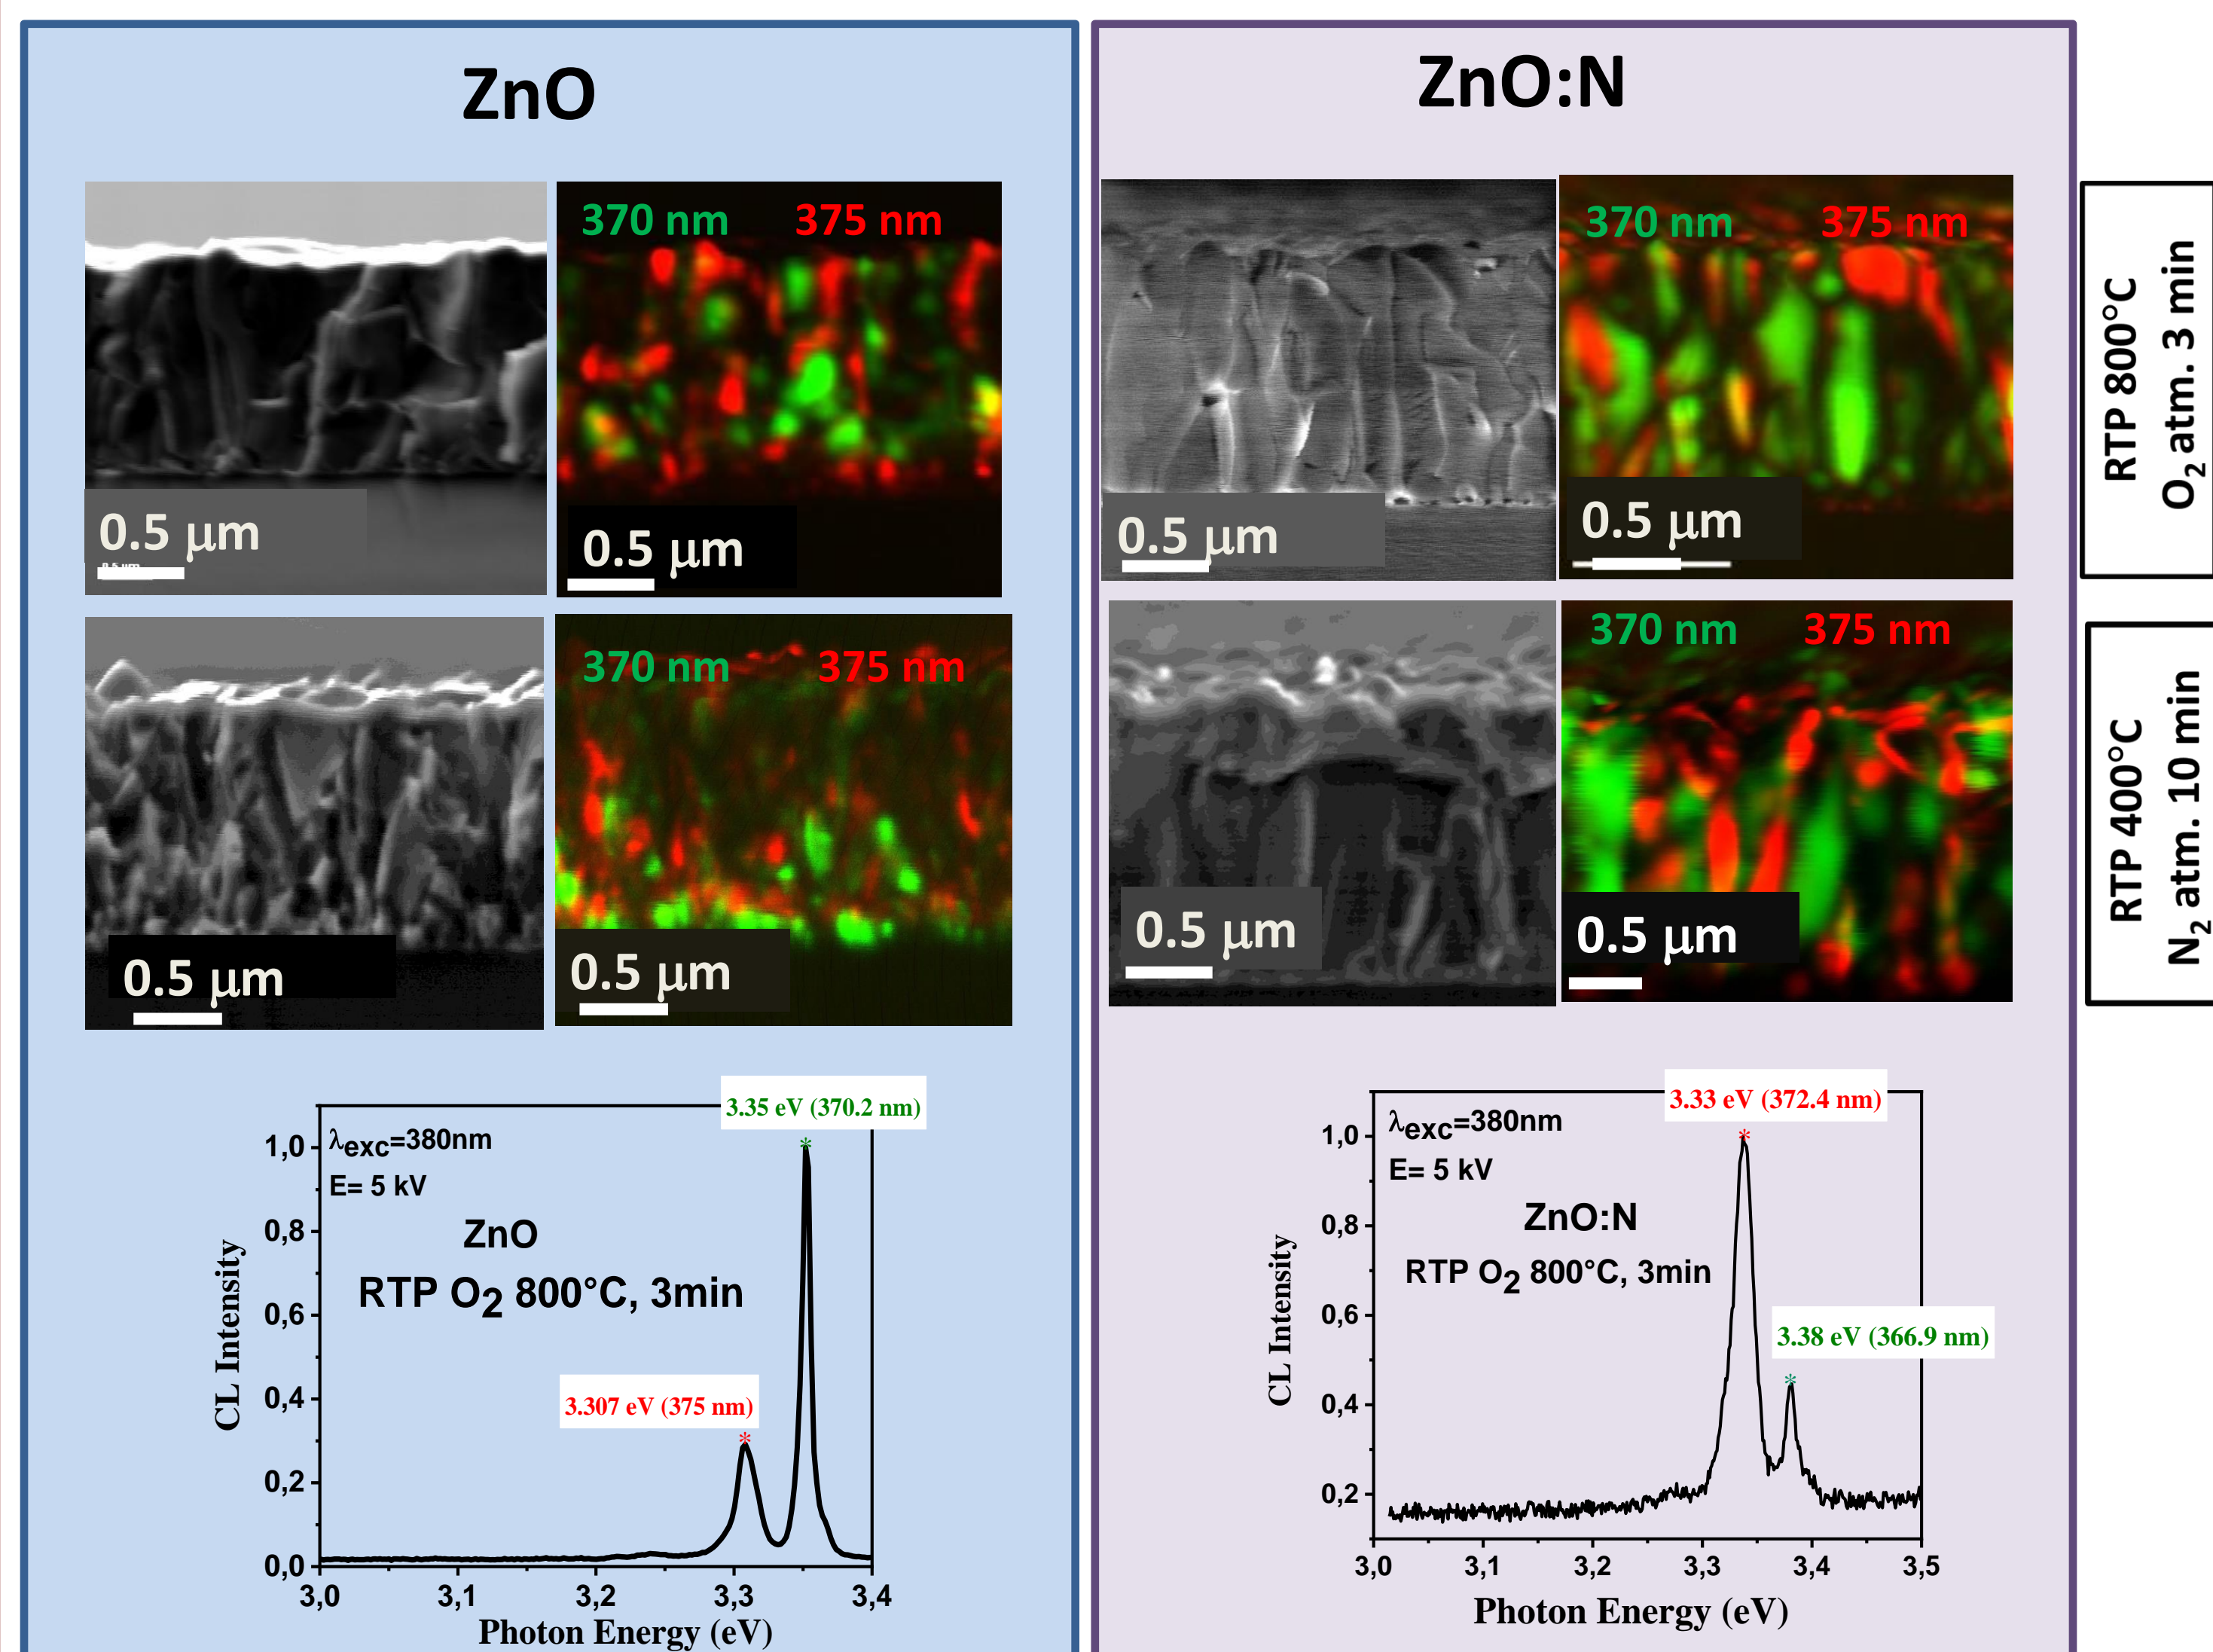 ZnO
ZnO:N
370 nm 375 nm
0.5 μm
0.5 μm
370 nm 375 nm
0.5 μm
0.5 μm
RTP 800°C
O₂ atm. 3 min
370 nm 375 nm
0.5 μm
0.5 μm
370 nm 375 nm
0.5 μm
0.5 μm
RTP 400°C
N₂ atm. 10 min
3.35 eV (370.2 nm)
*
λexc=380nm
E= 5 kV
ZnO
RTP O₂ 800°C, 3min
3.307 eV (375 nm)
*
CL Intensity
1,0
0,8
0,6
0,4
0,2
0,0
3,0 3,1 3,2 3,3 3,4
Photon Energy (eV)
3.33 eV (372.4 nm)
*
λexc=380nm
E= 5 kV
ZnO:N
RTP O₂ 800°C, 3min
3.38 eV (366.9 nm)
*
CL Intensity
1,0
0,8
0,6
0,4
0,2
3,0 3,1 3,2 3,3 3,4 3,5
Photon Energy (eV)